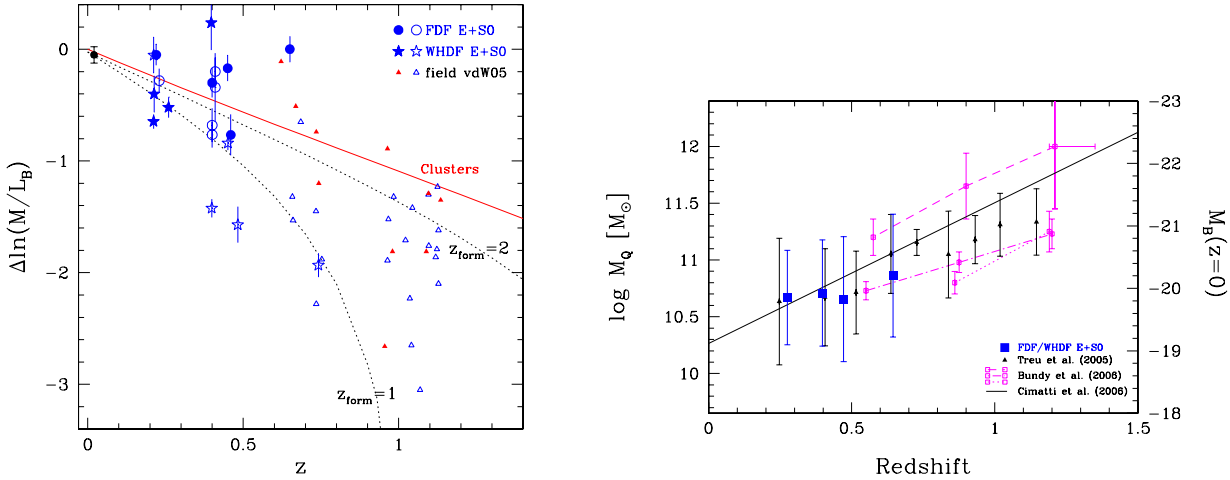 FDF E+S0
WHDF E+S0
field vdW05
Clusters
z_form=2
z_form=1
0
−1
−2
−3
Δln(M/L_B)
0
0.5
1
z
12
11.5
11
10.5
10
log M_Q [M_⊙]
−23
−22
−21
−20
−19
−18
M_B(z=0)
FDF/WHDF E+S0
Treu et al. (2005)
Bundy et al. (2006)
Cimatti et al. (2006)
0
0.5
1
1.5
Redshift